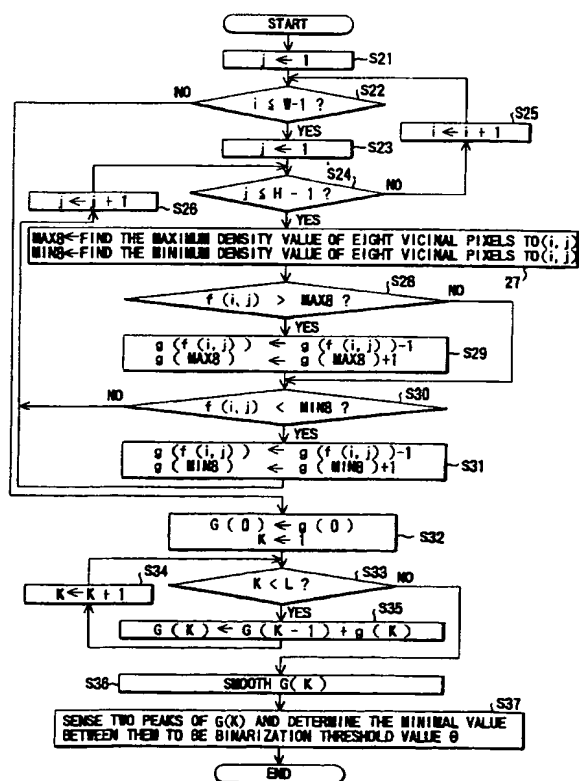 START
j ← 1
S21
i ≦ W-1 ?
S22
NO
YES
S25
i ← i + 1
j ← 1
S23
S24
j ≦ H - 1 ?
NO
j ← j + 1
S26
YES
MAX8←FIND THE MAXIMUM DENSITY VALUE OF EIGHT VICINAL PIXELS TO(i, j)
MIN8←FIND THE MINIMUM DENSITY VALUE OF EIGHT VICINAL PIXELS TO(i, j)
27
S28
f (i, j) > MAX8 ?
NO
YES
g (f (i, j)) ← g (f (i, j))-1
g ( MAX8 ) ← g ( MAX8 )+1
S29
S30
NO
f (i, j) < MIN8 ?
YES
g (f (i, j)) ← g (f (i, j))-1
g ( MIN8 ) ← g ( MIN8 )+1
S31
G ( 0 ) ← g ( 0 )
K ← 1
S32
S34
K ← K + 1
K < L ?
S33
NO
YES
S35
G ( K ) ← G ( K - 1 ) + g ( K )
S36
SMOOTH G( K )
S37
SENSE TWO PEAKS OF G(K) AND DETERMINE THE MINIMAL VALUE
BETWEEN THEM TO BE BINARIZATION THRESHOLD VALUE θ
END